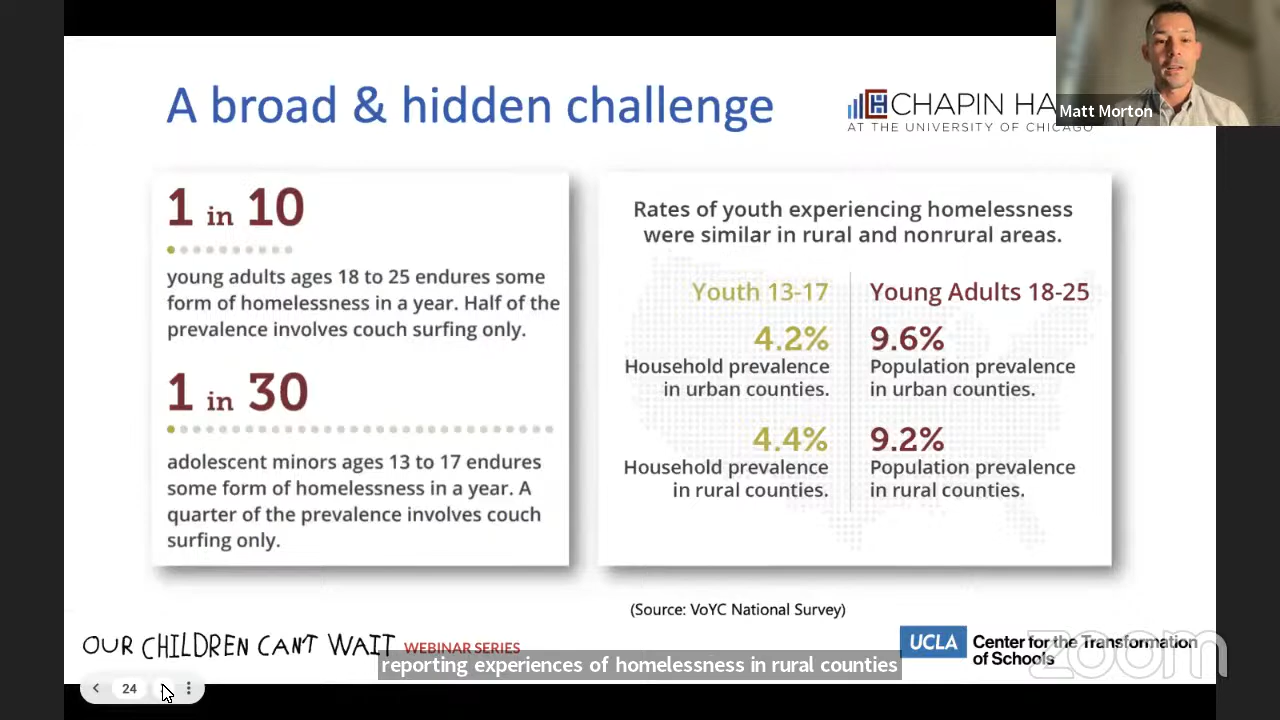 A broad & hidden challenge
CHAPIN HA
AT THE UNIVERSITY OF CHICAGO
Matt Morton
1 in 10
young adults ages 18 to 25 endures some
form of homelessness in a year. Half of the
prevalence involves couch surfing only.
1 in 30
adolescent minors ages 13 to 17 endures
some form of homelessness in a year. A
quarter of the prevalence involves couch
surfing only.
Rates of youth experiencing homelessness
were similar in rural and nonrural areas.
Youth 13-17
4.2%
Household prevalence
in urban counties.
4.4%
Household prevalence
in rural counties.
Young Adults 18-25
9.6%
Population prevalence
in urban counties.
9.2%
Population prevalence
in rural counties.
(Source: VoYC National Survey)
OUR CHILDREN CAN'T WAIT WEBINAR SERIES
UCLA Center for the Transformation
of Schools
zoom
reporting experiences of homelessness in rural counties
24